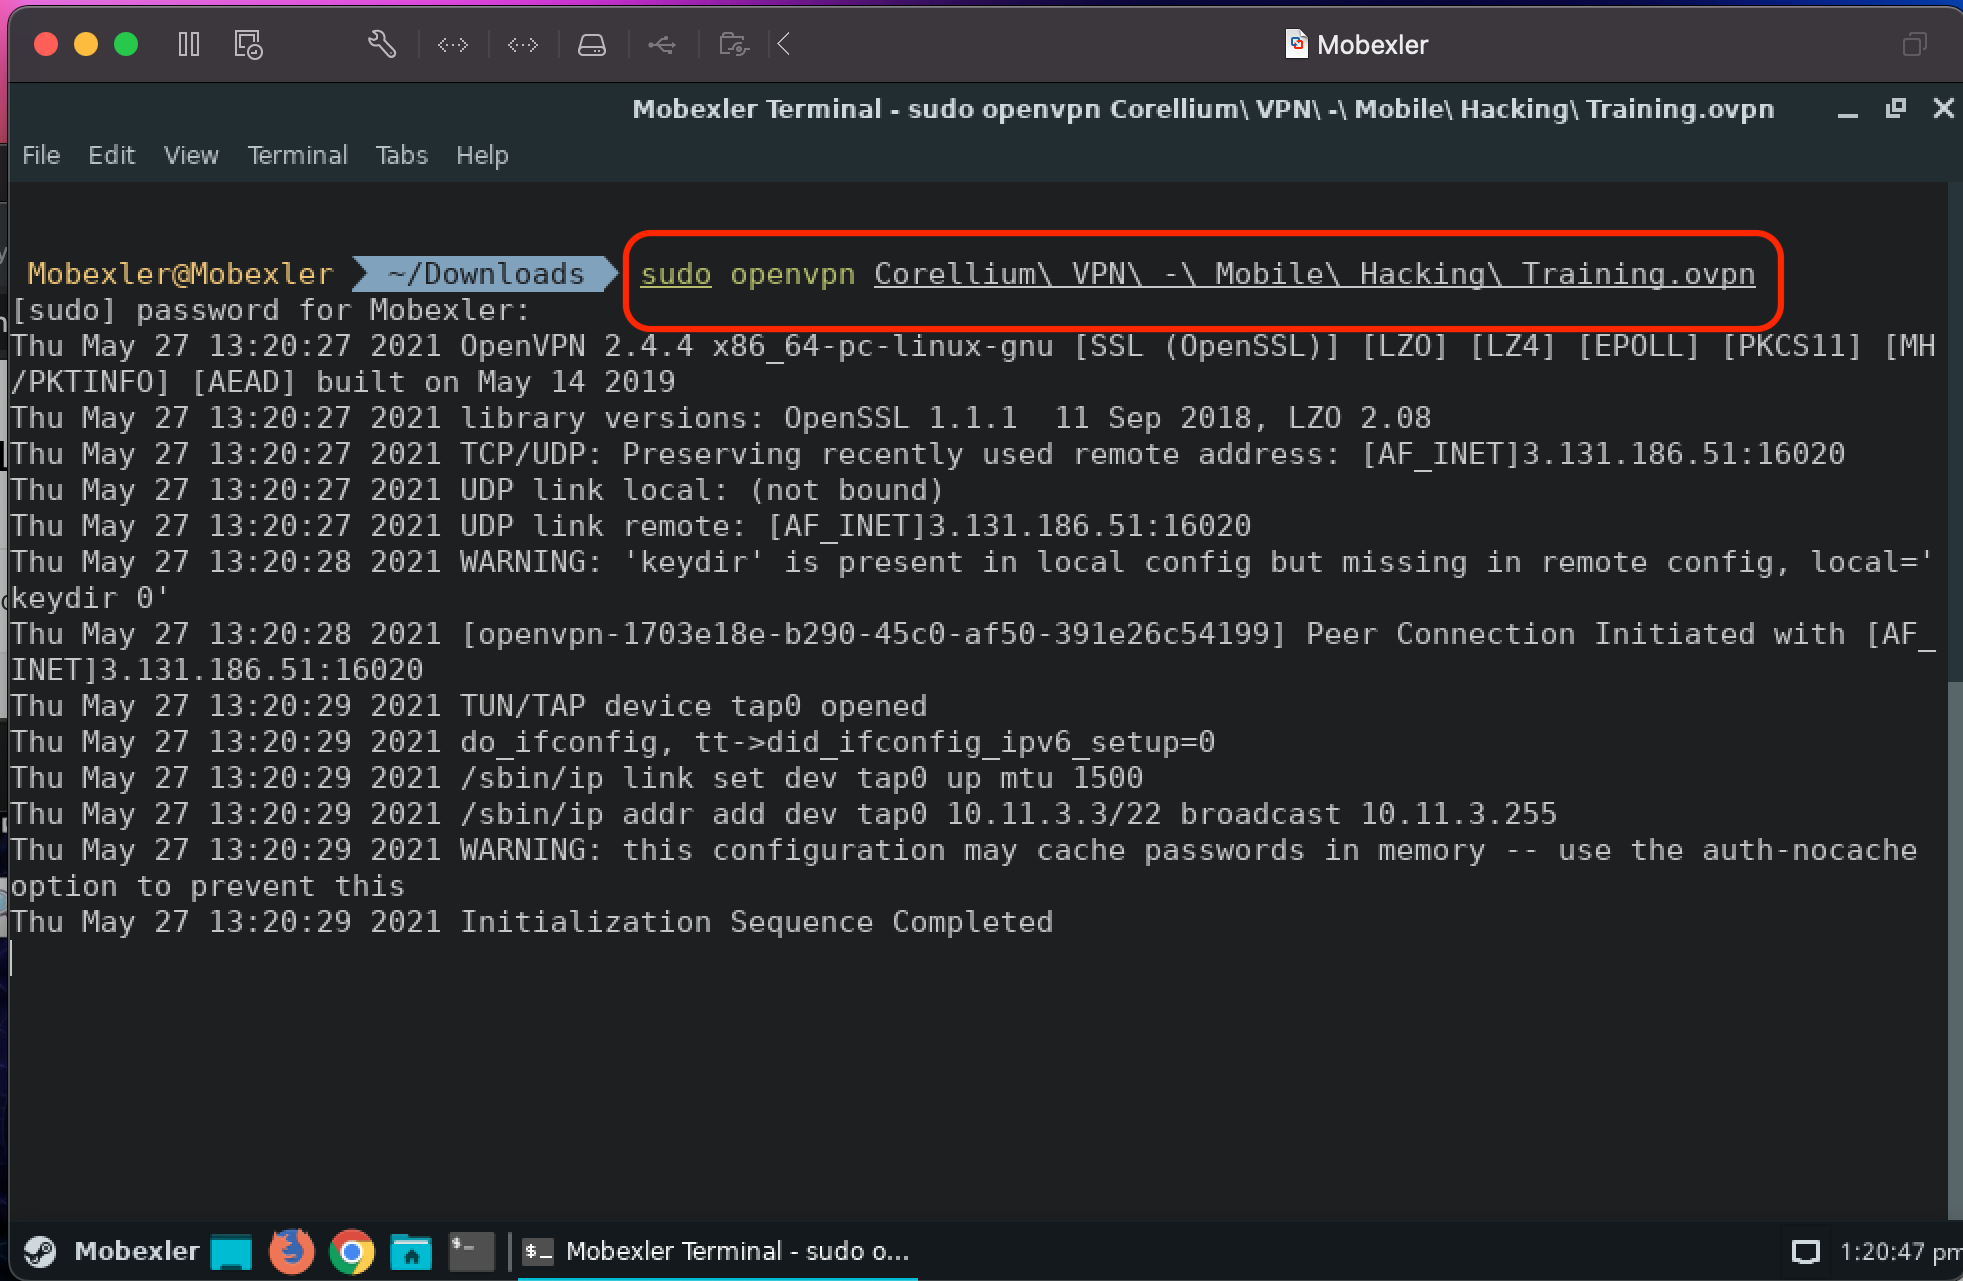 Mobexler
Mobexler Terminal - sudo openvpn Corellium\ VPN\ -\ Mobile\ Hacking\ Training.ovpn
File Edit View Terminal Tabs Help
Mobexler@Mobexler ~/Downloads sudo openvpn Corellium\ VPN\ -\ Mobile\ Hacking\ Training.ovpn
[sudo] password for Mobexler:
Thu May 27 13:20:27 2021 OpenVPN 2.4.4 x86_64-pc-linux-gnu [SSL (OpenSSL)] [LZO] [LZ4] [EPOLL] [PKCS11] [MH
/PKTINFO] [AEAD] built on May 14 2019
Thu May 27 13:20:27 2021 library versions: OpenSSL 1.1.1  11 Sep 2018, LZO 2.08
Thu May 27 13:20:27 2021 TCP/UDP: Preserving recently used remote address: [AF_INET]3.131.186.51:16020
Thu May 27 13:20:27 2021 UDP link local: (not bound)
Thu May 27 13:20:27 2021 UDP link remote: [AF_INET]3.131.186.51:16020
Thu May 27 13:20:28 2021 WARNING: 'keydir' is present in local config but missing in remote config, local='
keydir 0'
Thu May 27 13:20:28 2021 [openvpn-1703e18e-b290-45c0-af50-391e26c54199] Peer Connection Initiated with [AF_
INET]3.131.186.51:16020
Thu May 27 13:20:29 2021 TUN/TAP device tap0 opened
Thu May 27 13:20:29 2021 do_ifconfig, tt->did_ifconfig_ipv6_setup=0
Thu May 27 13:20:29 2021 /sbin/ip link set dev tap0 up mtu 1500
Thu May 27 13:20:29 2021 /sbin/ip addr add dev tap0 10.11.3.3/22 broadcast 10.11.3.255
Thu May 27 13:20:29 2021 WARNING: this configuration may cache passwords in memory -- use the auth-nocache
option to prevent this
Thu May 27 13:20:29 2021 Initialization Sequence Completed
Mobexler $_ $_ Mobexler Terminal - sudo o... 1:20:47 pm